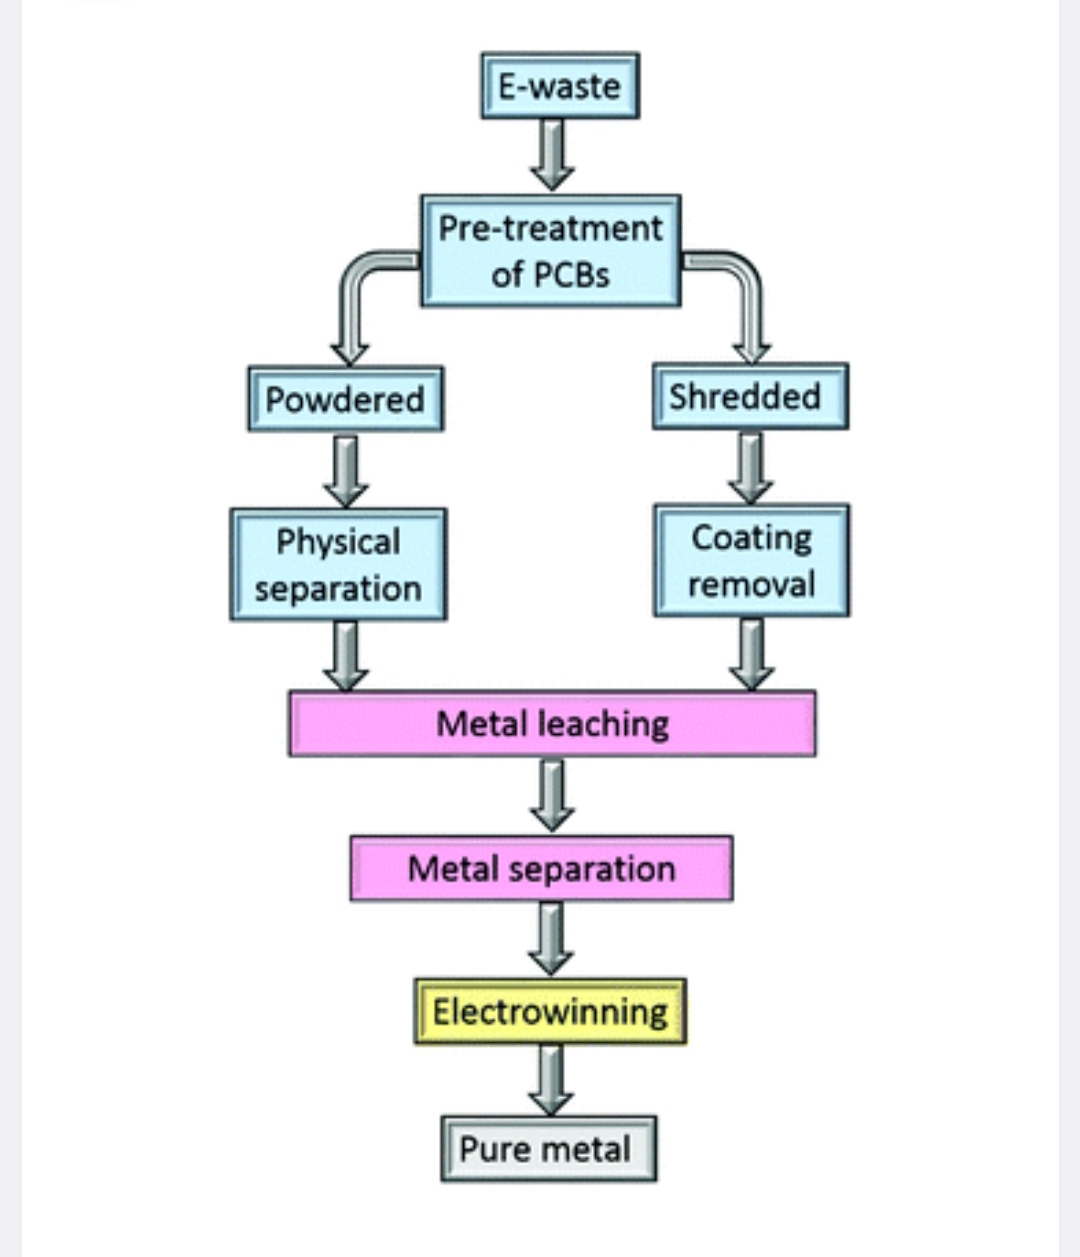 E-waste
Pre-treatment
of PCBs
Powdered
Shredded
Physical
separation
Coating
removal
Metal leaching
Metal separation
Electrowinning
Pure metal